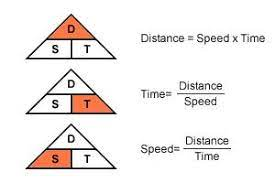 D
S T
Distance = Speed x Time
D
S T
Time= Distance
Speed
D
S T
Speed= Distance
Time